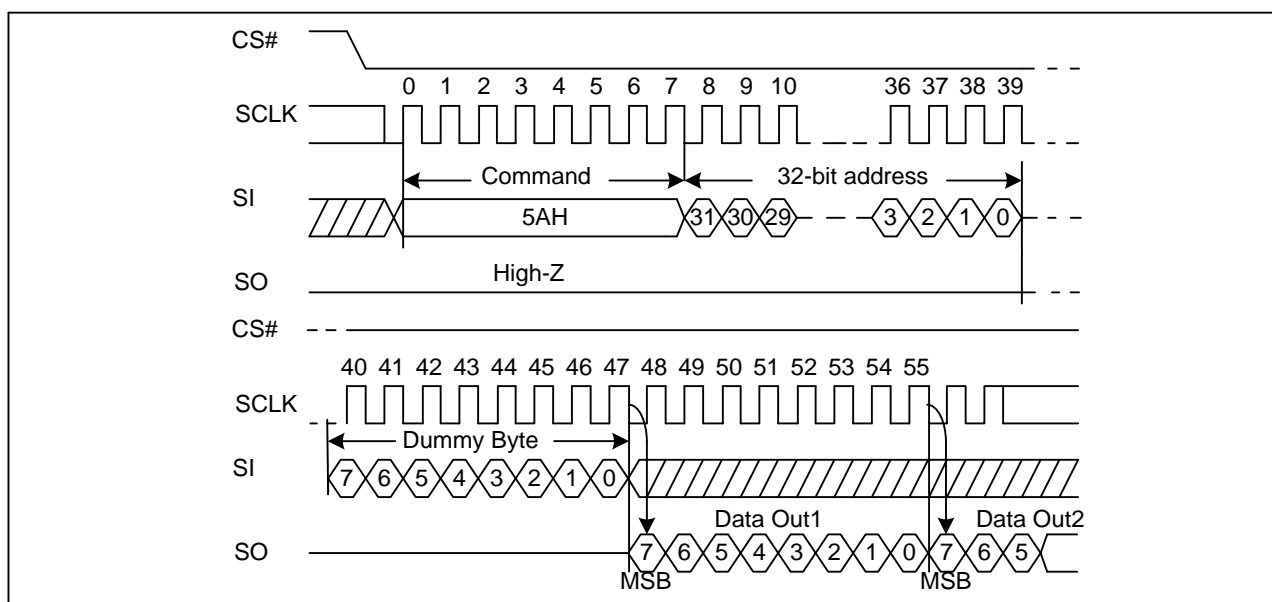 CS#
0 1 2 3 4 5 6 7 8 9 10 36 37 38 39
SCLK
Command 32-bit address
SI
5AH 31 30 29 3 2 1 0
High-Z
SO
CS#
40 41 42 43 44 45 46 47 48 49 50 51 52 53 54 55
SCLK
Dummy Byte
SI
7 6 5 4 3 2 1 0
Data Out1 Data Out2
SO
7 6 5 4 3 2 1 0 7 6 5
MSB MSB